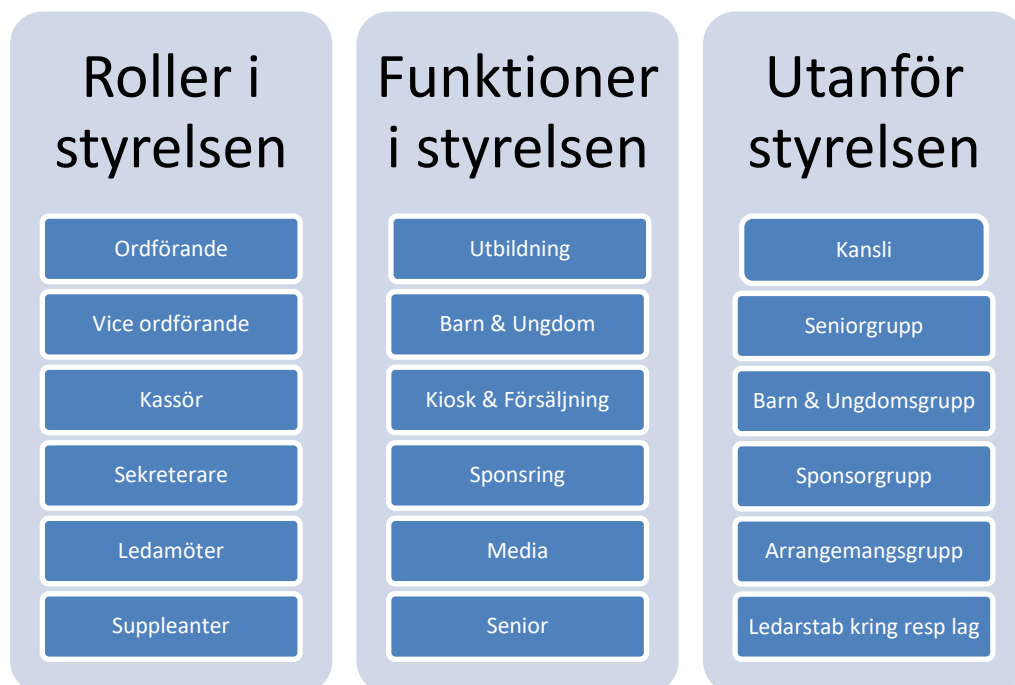 Roller i
styrelsen
Ordförande
Vice ordförande
Kassör
Sekreterare
Ledamöter
Suppleanter
Funktioner
i styrelsen
Utbildning
Barn & Ungdom
Kiosk & Försäljning
Sponsring
Media
Senior
Utanför
styrelsen
Kansli
Seniorgrupp
Barn & Ungdomsgrupp
Sponsorgrupp
Arrangemangsgrupp
Ledarstab kring resp lag